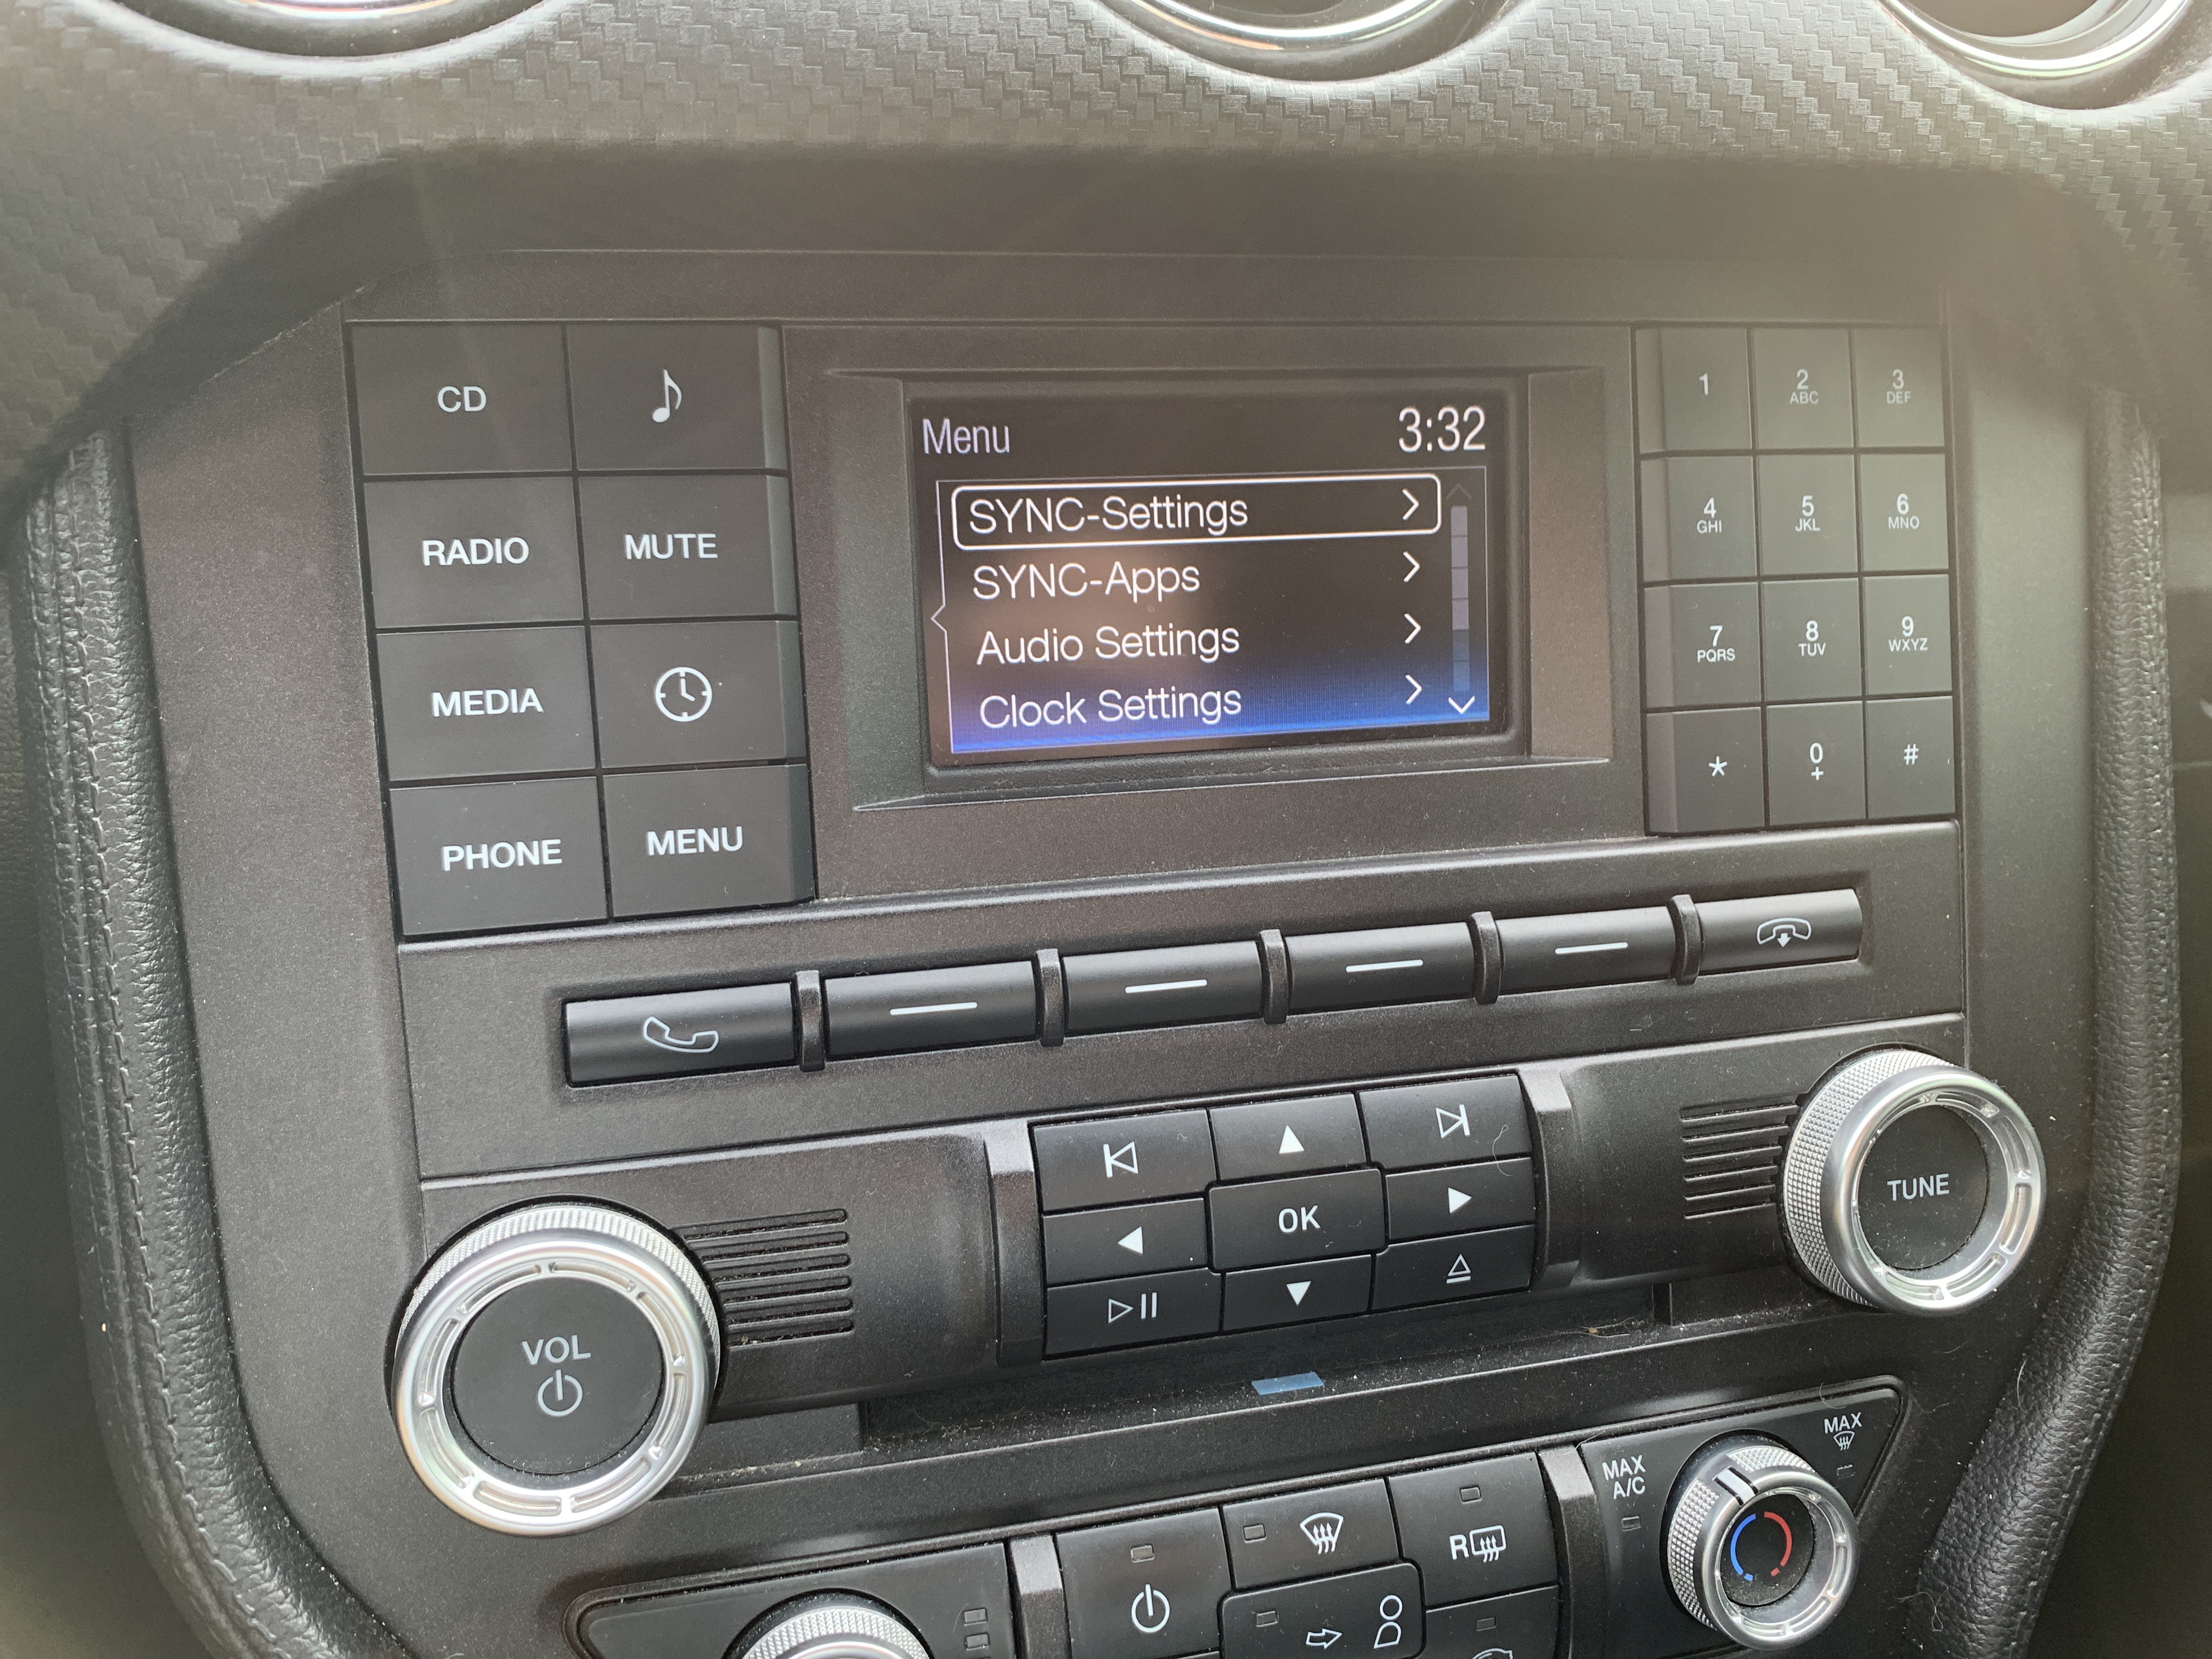 Menu 3:32
SYNC-Settings
SYNC-Apps
Audio Settings
Clock Settings
CD
RADIO MUTE
MEDIA
PHONE MENU
1 2 3
ABC DEF
4 5 6
GHI JKL MNO
7 8 9
PQRS TUV WXYZ
* 0 #
+
OK
VOL
TUNE
MAX
A/C
MAX
R